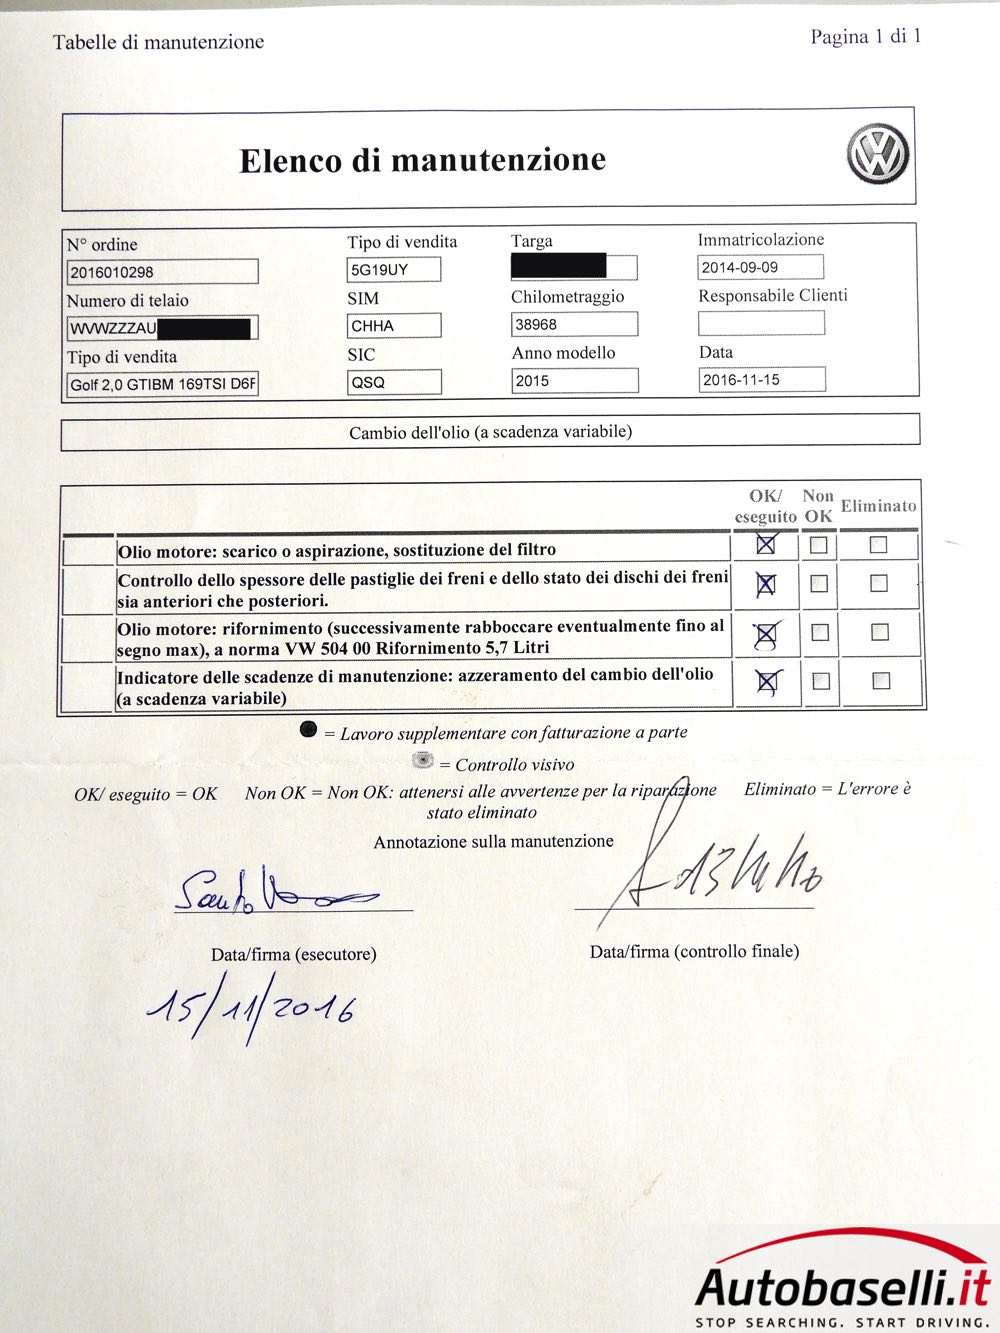 Tabelle di manutenzione
Pagina 1 di 1
Elenco di manutenzione
N° ordine
Tipo di vendita
Targa
Immatricolazione
2016010298
5G19UY
2014-09-09
Numero di telaio
SIM
Chilometraggio
Responsabile Clienti
WVWZZZAU
CHHA
38968
Tipo di vendita
SIC
Anno modello
Data
Golf 2,0 GTIBM 169TSI D6F
QSQ
2015
2016-11-15
Cambio dell'olio (a scadenza variabile)
OK/ eseguito
Non OK
Eliminato
Olio motore: scarico o aspirazione, sostituzione del filtro
Controllo dello spessore delle pastiglie dei freni e dello stato dei dischi dei freni
sia anteriori che posteriori.
Olio motore: rifornimento (successivamente rabboccare eventualmente fino al
segno max), a norma VW 504 00 Rifornimento 5,7 Litri
Indicatore delle scadenze di manutenzione: azzeramento del cambio dell'olio
(a scadenza variabile)
= Lavoro supplementare con fatturazione a parte
= Controllo visivo
OK/ eseguito = OK Non OK = Non OK: attenersi alle avvertenze per la riparazione Eliminato = L'errore è
stato eliminato
Annotazione sulla manutenzione
Data/firma (esecutore)
Data/firma (controllo finale)
15/11/2016
Autobaselli.it
STOP SEARCHING. START DRIVING.